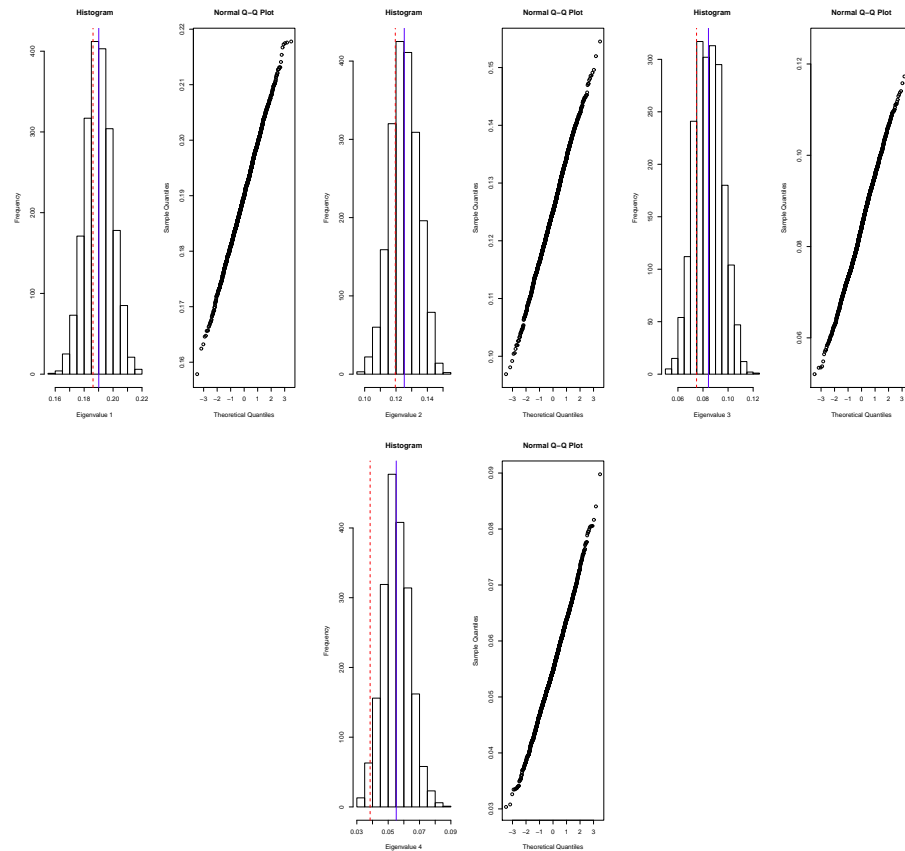 Histogram
Frequency
0 100 200 300 400
0.16 0.18 0.20 0.22
Eigenvalue 1
Normal Q−Q Plot
Sample Quantiles
0.16 0.17 0.18 0.19 0.20 0.21 0.22
−3 −2 −1 0 1 2 3
Theoretical Quantiles
Histogram
Frequency
0 100 200 300 400
0.10 0.12 0.14
Eigenvalue 2
Normal Q−Q Plot
Sample Quantiles
0.10 0.11 0.12 0.13 0.14 0.15
−3 −2 −1 0 1 2 3
Theoretical Quantiles
Histogram
Frequency
0 50 100 150 200 250 300
0.06 0.08 0.10 0.12
Eigenvalue 3
Normal Q−Q Plot
Sample Quantiles
0.06 0.08 0.10 0.12
−3 −2 −1 0 1 2 3
Theoretical Quantiles
Histogram
Frequency
0 100 200 300 400
0.03 0.05 0.07 0.09
Eigenvalue 4
Normal Q−Q Plot
Sample Quantiles
0.03 0.04 0.05 0.06 0.07 0.08 0.09
−3 −2 −1 0 1 2 3
Theoretical Quantiles